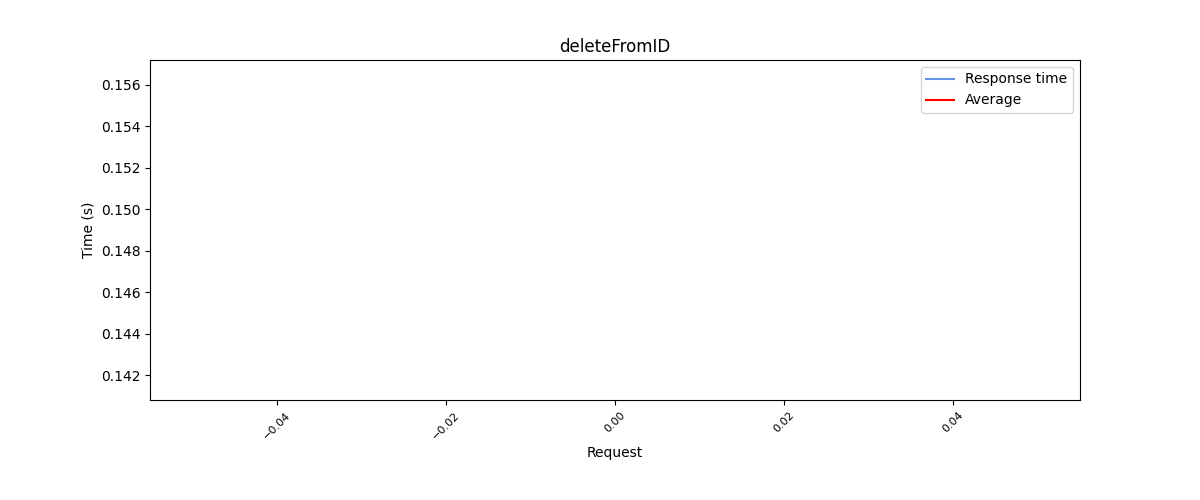 deleteFromID
Response time
Average
0.156
0.154
0.152
0.150
0.148
0.146
0.144
0.142
Time (s)
−0.04
−0.02
0.00
0.02
0.04
Request